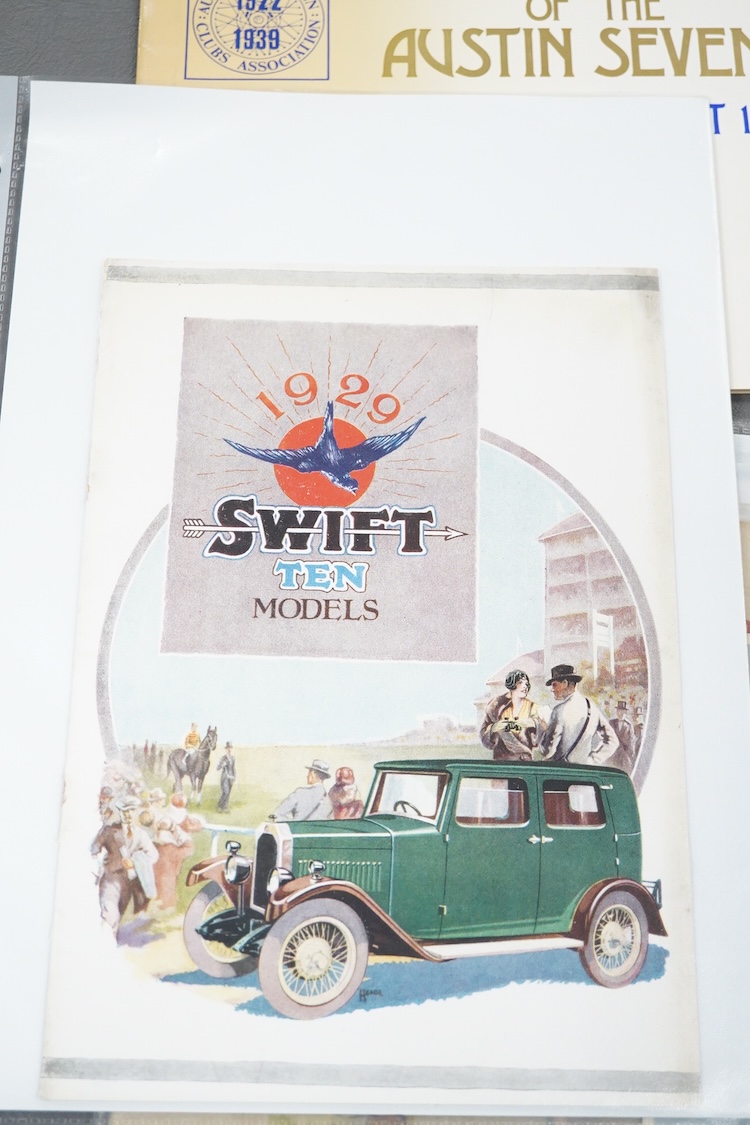 1922
1939
CLUBS ASSOCIATION
OF THE
AUSTIN SEVEN
1929
SWIFT
TEN
MODELS